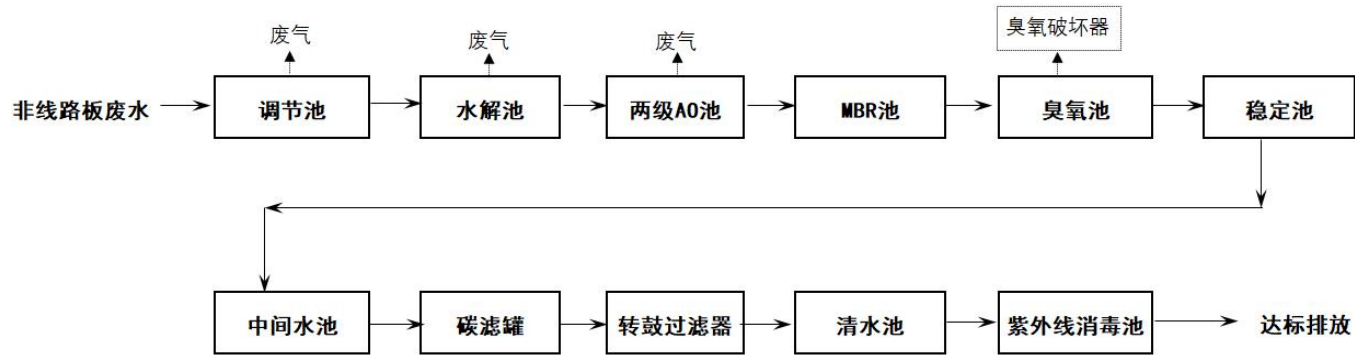 废气
废气
废气
臭氧破坏器
非线路板废水
调节池
水解池
两级AO池
MBR池
臭氧池
稳定池
中间水池
碳滤罐
转鼓过滤器
清水池
紫外线消毒池
达标排放